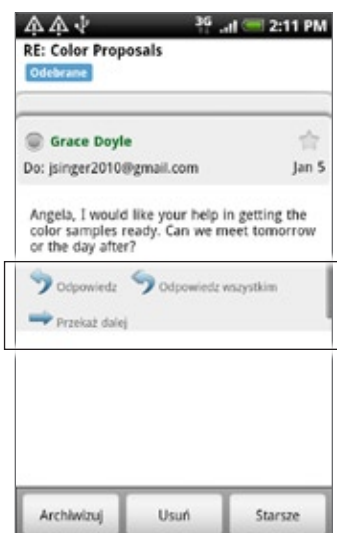 3G 2:11 PM
RE: Color Proposals
Odebrane
Grace Doyle
Do: jsinger2010@gmail.com Jan 5
Angela, I would like your help in getting the
color samples ready. Can we meet tomorrow
or the day after?
Odpowiedz Odpowiedz wszystkim
Przekaż dalej
Archiwizuj Usuń Starsze